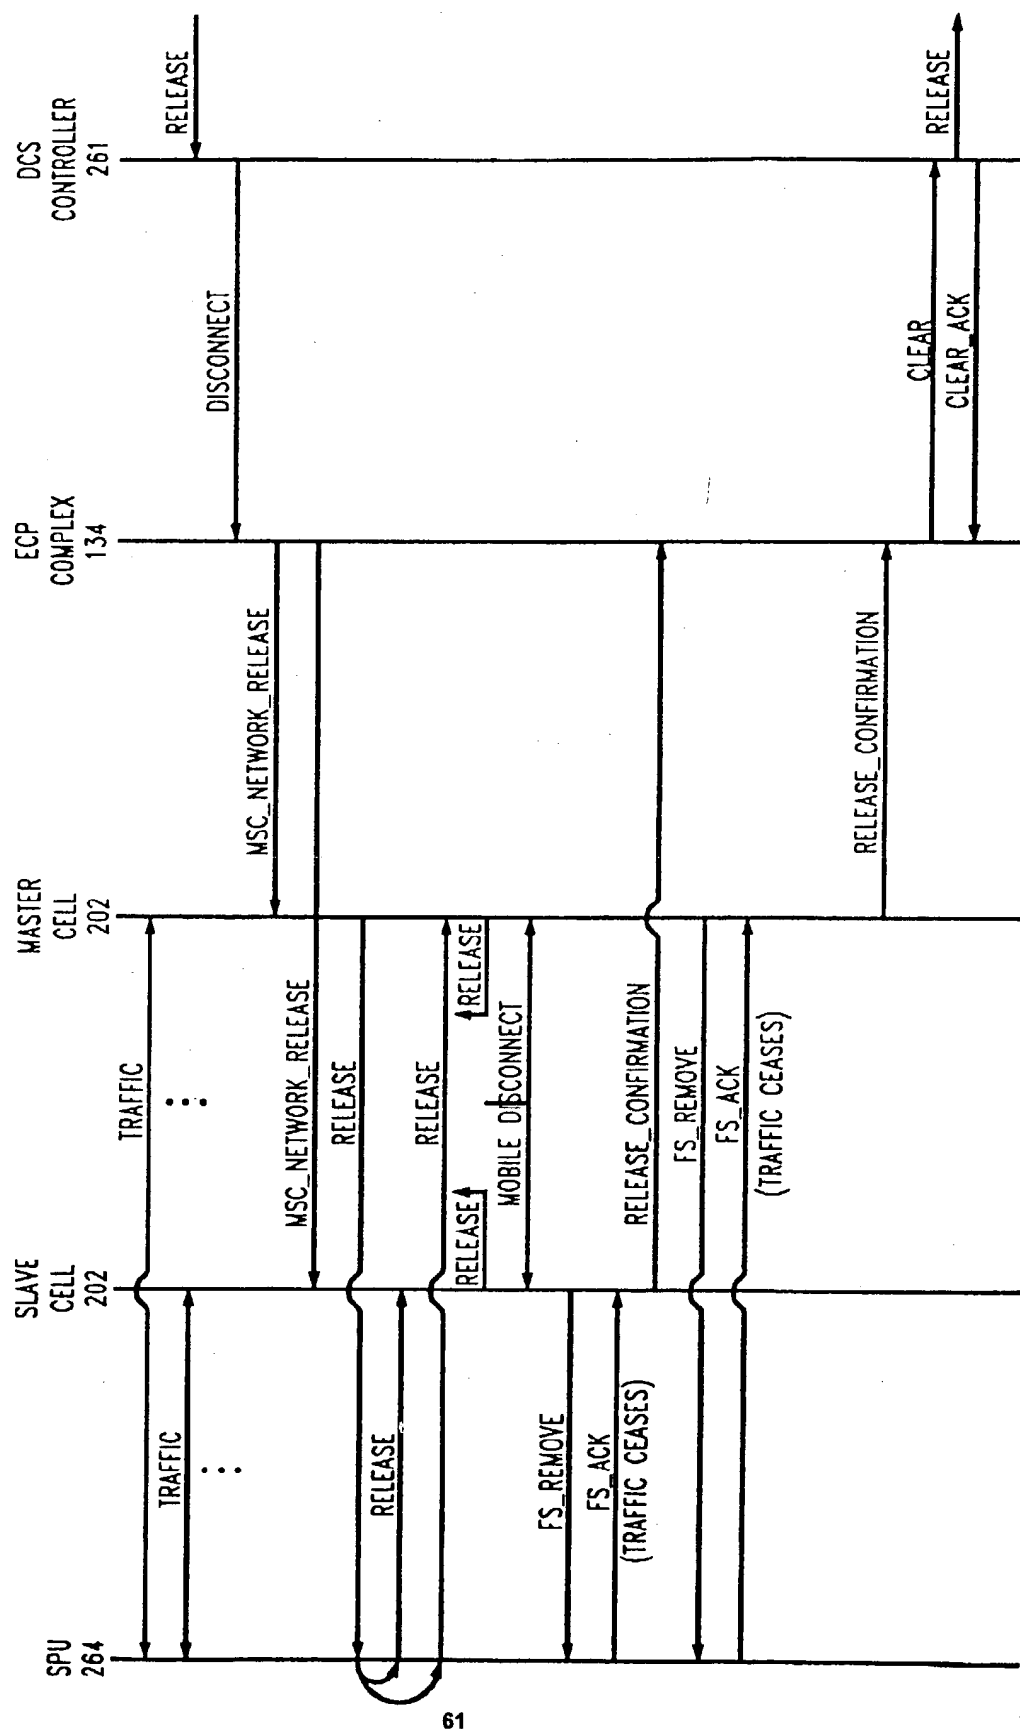 SPU
264
SLAVE
CELL
202
MASTER
CELL
202
ECP
COMPLEX
134
DCS
CONTROLLER
261
RELEASE
TRAFFIC
TRAFFIC
...
...
DISCONNECT
MSC_NETWORK_RELEASE
MSC_NETWORK_RELEASE
RELEASE
RELEASE
RELEASE
RELEASE
RELEASE
MOBILE DISCONNECT
FS_REMOVE
FS_ACK
(TRAFFIC CEASES)
RELEASE_CONFIRMATION
FS_REMOVE
FS_ACK
(TRAFFIC CEASES)
RELEASE_CONFIRMATION
CLEAR
RELEASE
CLEAR_ACK
61